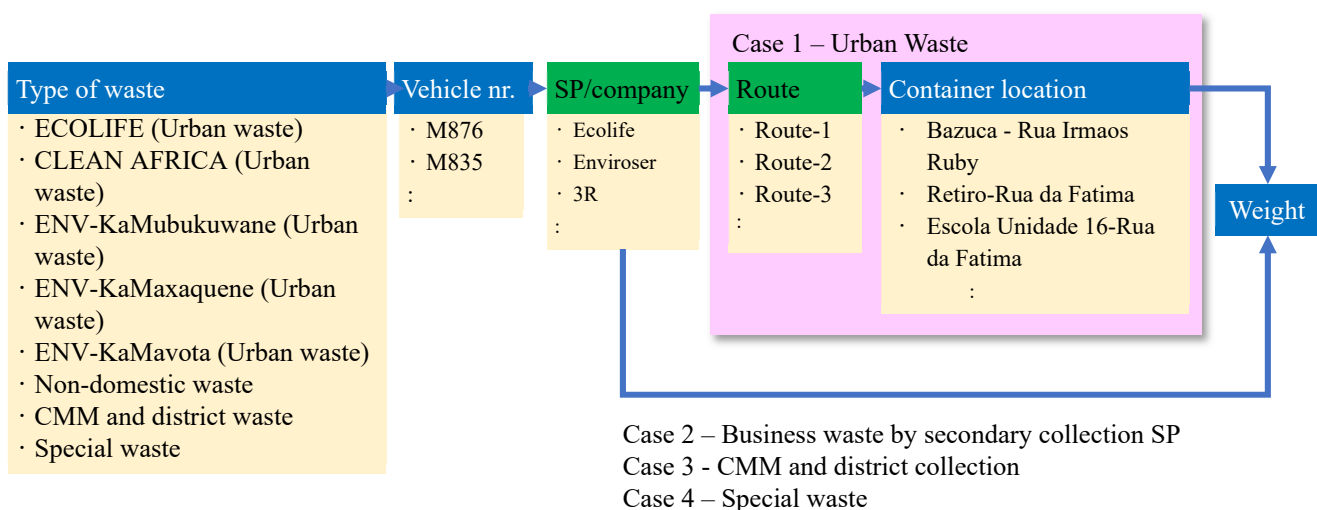 Case 1 – Urban Waste
Type of waste
· ECOLIFE (Urban waste)
· CLEAN AFRICA (Urban
waste)
· ENV-KaMubukuwane (Urban
waste)
· ENV-KaMaxaquene (Urban
waste)
· ENV-KaMavota (Urban waste)
· Non-domestic waste
· CMM and district waste
· Special waste
Vehicle nr.
· M876
· M835
:
SP/company
· Ecolife
· Enviroser
· 3R
:
Route
· Route-1
· Route-2
· Route-3
:
Container location
· Bazuca - Rua Irmaos
Ruby
· Retiro-Rua da Fatima
· Escola Unidade 16-Rua
da Fatima
:
Weight
Case 2 – Business waste by secondary collection SP
Case 3 - CMM and district collection
Case 4 – Special waste